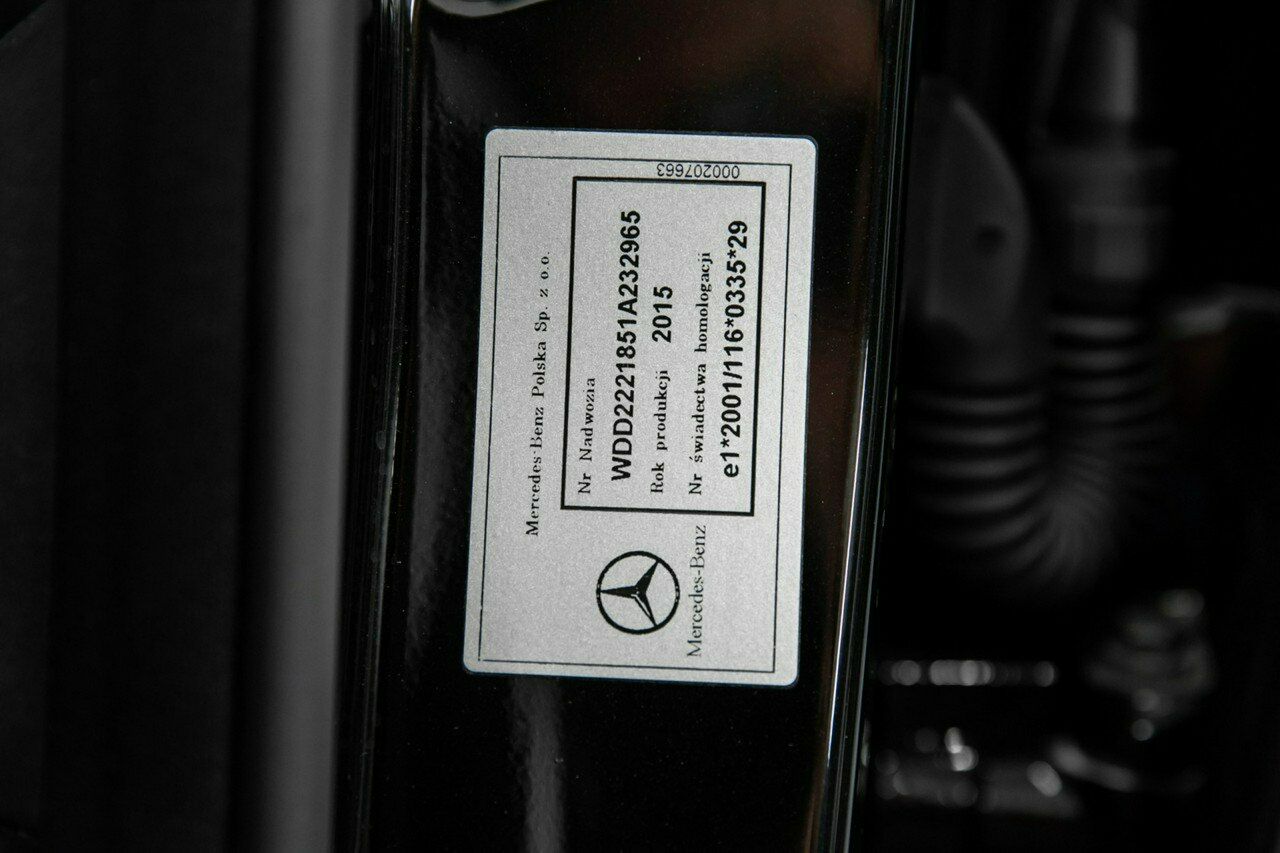 Mercedes-Benz Polska Sp. z o.o.
Nr Nadwozia
WDD2221851A232965
Rok produkcji 2015
Nr świadectwa homologacji
e1*2001/116*0335*29
000207663
Mercedes-Benz